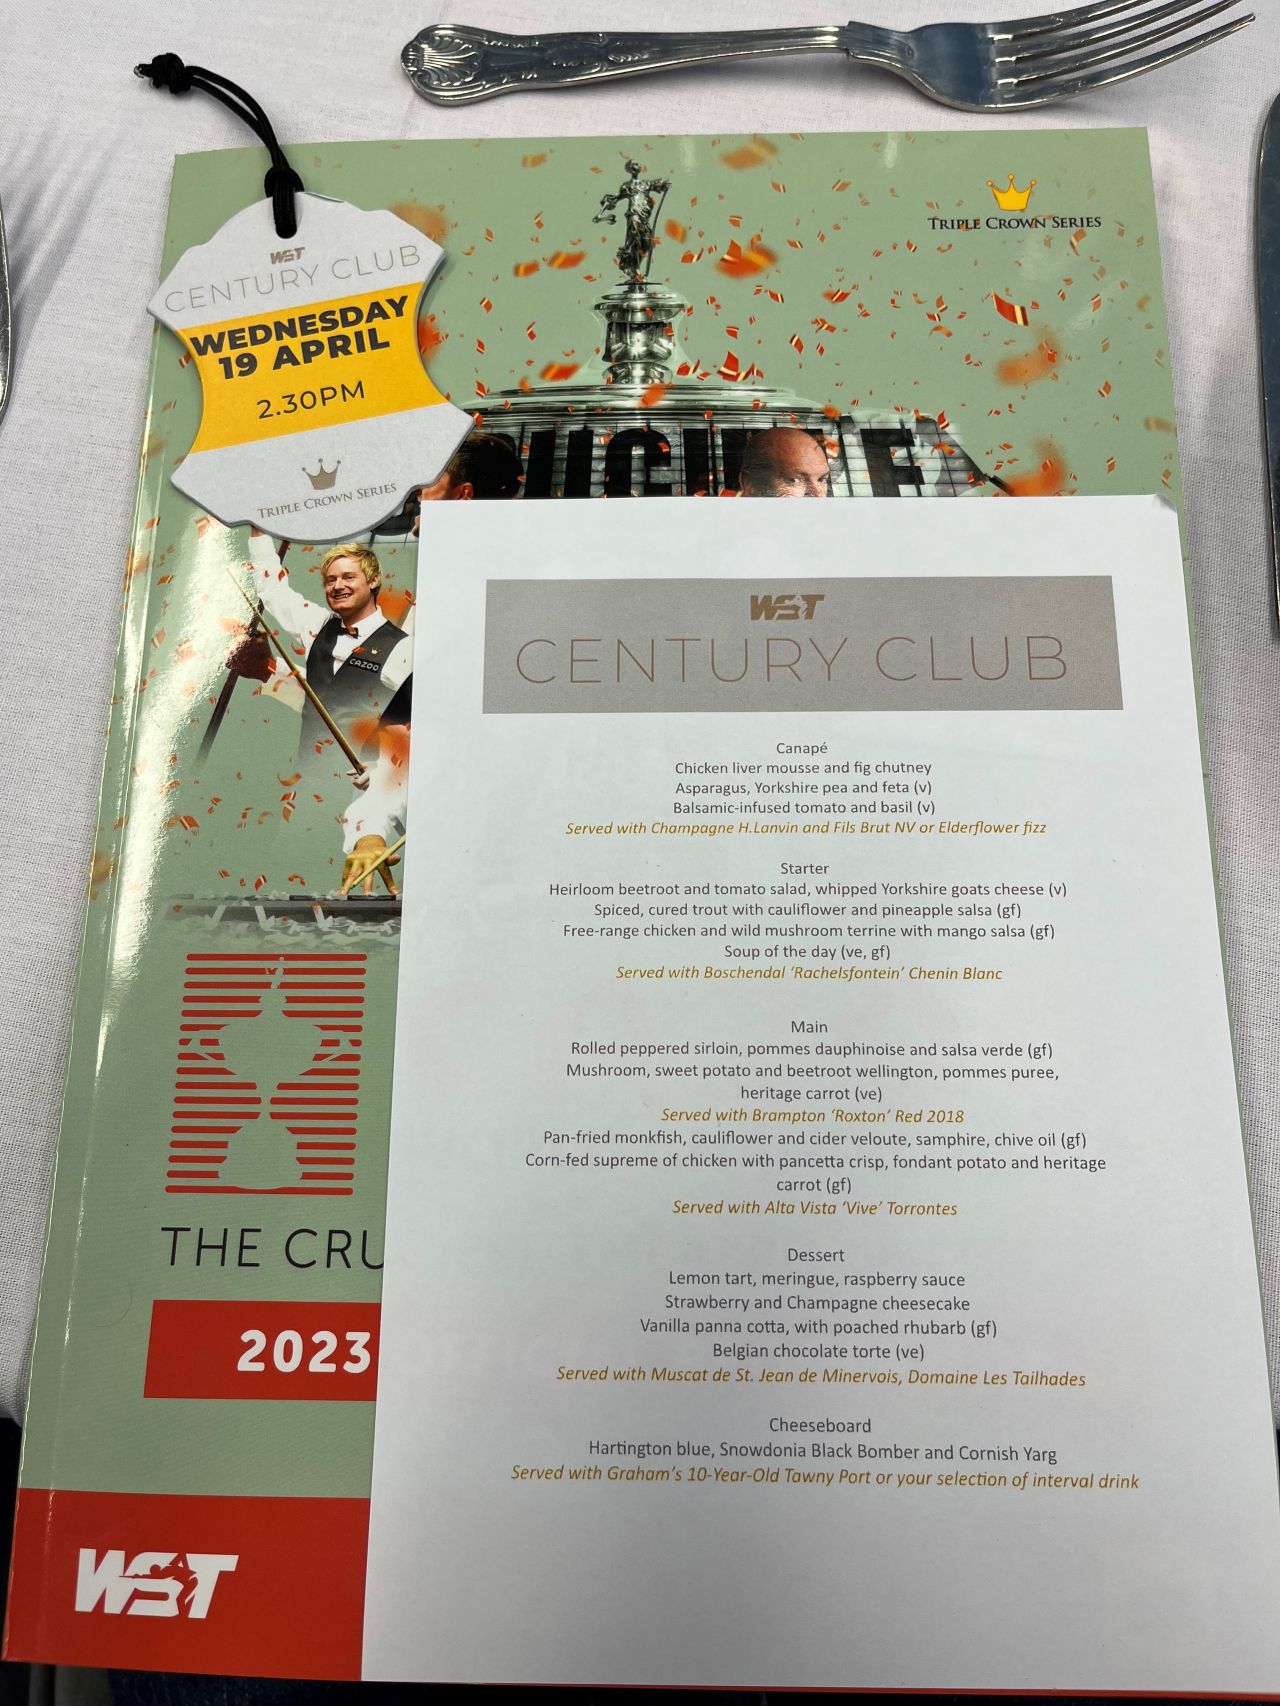 TRIPLE CROWN SERIES
WST
CENTURY CLUB
WEDNESDAY
19 APRIL
2.30PM
TRIPLE CROWN SERIES
CAZOO
WST
CENTURY CLUB
Canapé
Chicken liver mousse and fig chutney
Asparagus, Yorkshire pea and feta (v)
Balsamic-infused tomato and basil (v)
Served with Champagne H.Lanvin and Fils Brut NV or Elderflower fizz
Starter
Heirloom beetroot and tomato salad, whipped Yorkshire goats cheese (v)
Spiced, cured trout with cauliflower and pineapple salsa (gf)
Free-range chicken and wild mushroom terrine with mango salsa (gf)
Soup of the day (ve, gf)
Served with Boschendal ‘Rachelsfontein’ Chenin Blanc
Main
Rolled peppered sirloin, pommes dauphinoise and salsa verde (gf)
Mushroom, sweet potato and beetroot wellington, pommes puree,
heritage carrot (ve)
Served with Brampton ‘Roxton’ Red 2018
Pan-fried monkfish, cauliflower and cider veloute, samphire, chive oil (gf)
Corn-fed supreme of chicken with pancetta crisp, fondant potato and heritage
carrot (gf)
Served with Alta Vista ‘Vive’ Torrontes
Dessert
Lemon tart, meringue, raspberry sauce
Strawberry and Champagne cheesecake
Vanilla panna cotta, with poached rhubarb (gf)
Belgian chocolate torte (ve)
Served with Muscat de St. Jean de Minervois, Domaine Les Tailhades
Cheeseboard
Hartington blue, Snowdonia Black Bomber and Cornish Yarg
Served with Graham’s 10-Year-Old Tawny Port or your selection of interval drink
THE CRU
2023
WST